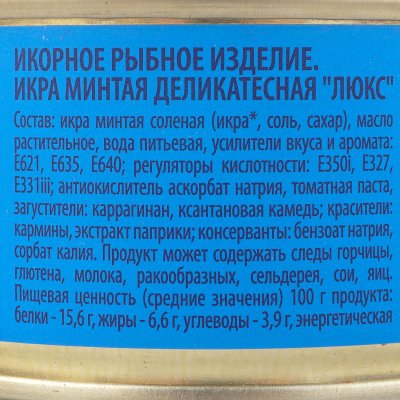 ИКОРНОЕ РЫБНОЕ ИЗДЕЛИЕ.
ИКРА МИНТАЯ ДЕЛИКАТЕСНАЯ "ЛЮКС"
Состав: икра минтая соленая (икра*, соль, сахар), масло
растительное, вода питьевая, усилители вкуса и аромата:
Е621, Е635, Е640; регуляторы кислотности: Е350i, Е327,
Е331iii; антиокислитель аскорбат натрия, томатная паста,
загустители: каррагинан, ксантановая камедь; красители:
кармины, экстракт паприки; консерванты: бензоат натрия,
сорбат калия. Продукт может содержать следы горчицы,
глютена, молока, ракообразных, сельдерея, сои, яиц.
Пищевая ценность (средние значения) 100 г продукта:
белки - 15,6 г, жиры - 6,6 г, углеводы - 3,9 г, энергетическая